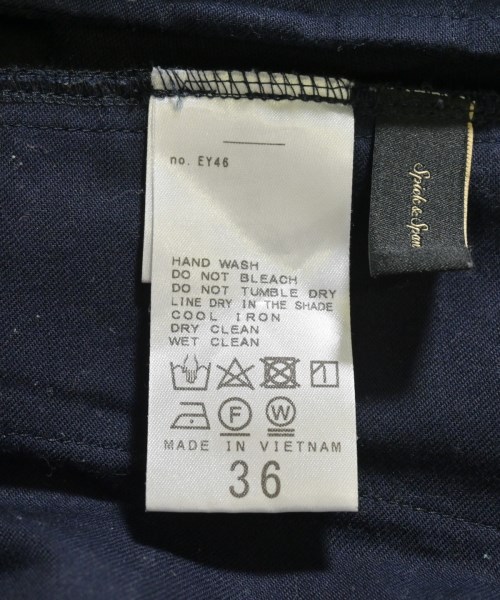 no. EY46
Spick & Span
HAND WASH
DO NOT BLEACH
DO NOT TUMBLE DRY
LINE DRY IN THE SHADE
COOL IRON
DRY CLEAN
WET CLEAN
F W
MADE IN VIETNAM
36